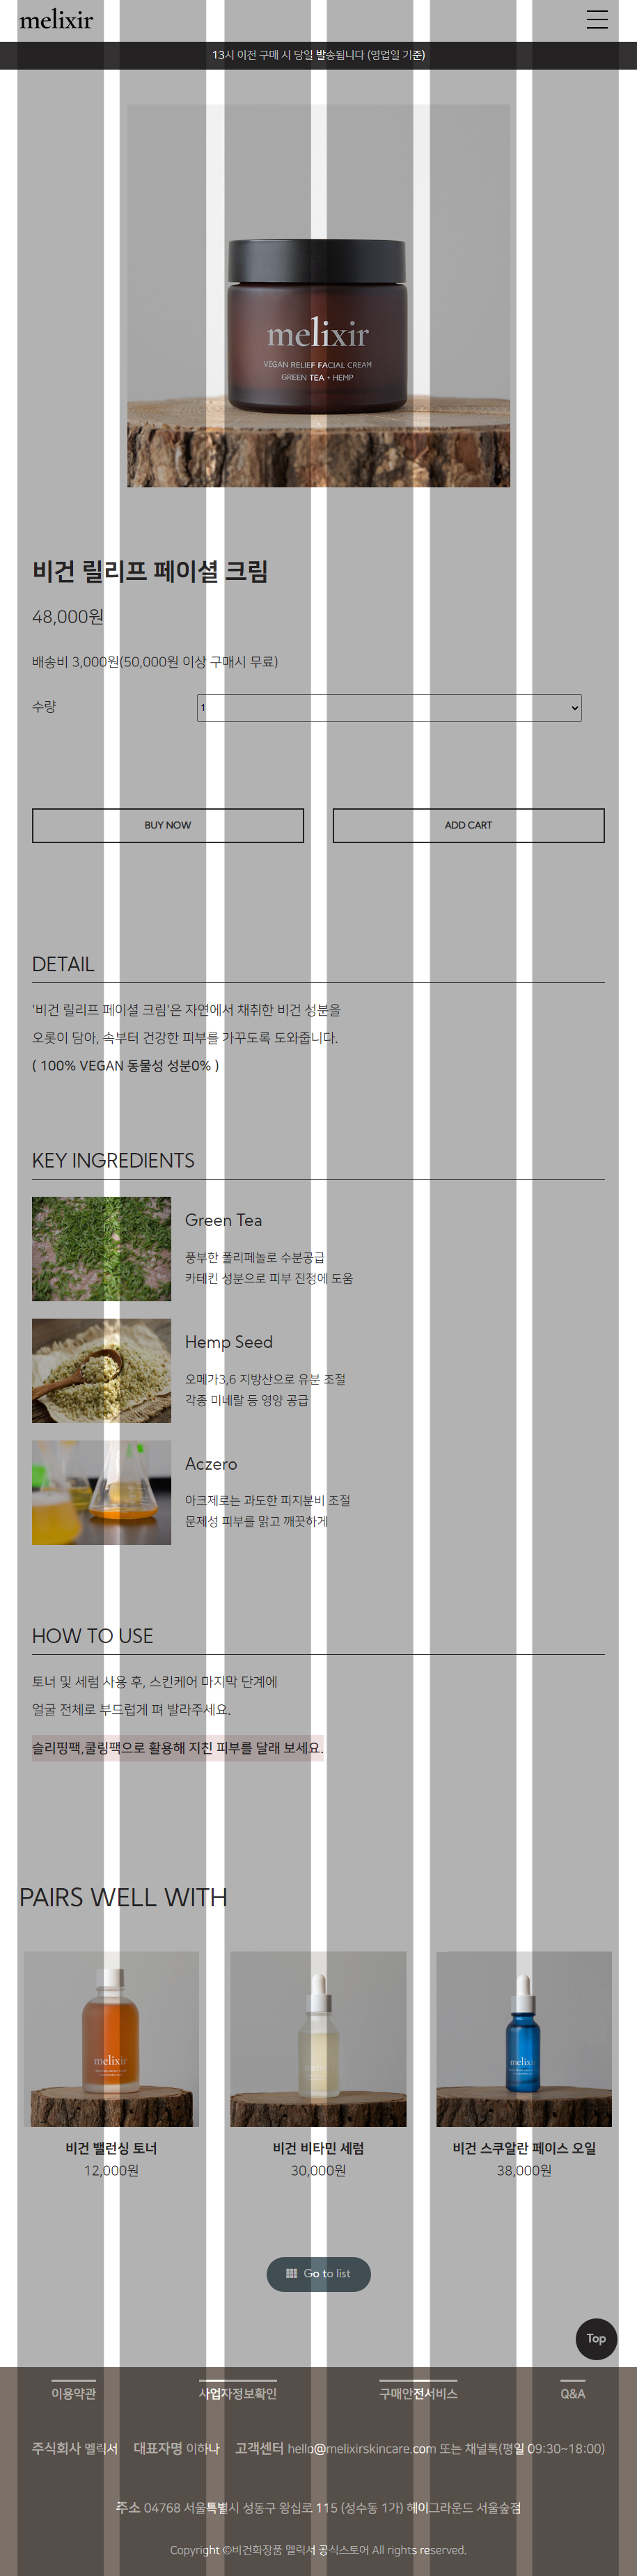 melixir
13시 이전 구매 시 당일 발송됩니다 (영업일 기준)
melixir
VEGAN RELIEF FACIAL CREAM
GREEN TEA + HEMP
비건 릴리프 페이셜 크림
48,000원
배송비 3,000원(50,000원 이상 구매시 무료)
수량 1
BUY NOW ADD CART
DETAIL
'비건 릴리프 페이셜 크림'은 자연에서 채취한 비건 성분을
오롯이 담아, 속부터 건강한 피부를 가꾸도록 도와줍니다.
( 100% VEGAN 동물성 성분0% )
KEY INGREDIENTS
Green Tea
풍부한 폴리페놀로 수분공급
카테킨 성분으로 피부 진정에 도움
Hemp Seed
오메가3,6 지방산으로 유분 조절
각종 미네랄 등 영양 공급
Aczero
아크제로는 과도한 피지분비 조절
문제성 피부를 맑고 깨끗하게
HOW TO USE
토너 및 세럼 사용 후, 스킨케어 마지막 단계에
얼굴 전체로 부드럽게 펴 발라주세요.
슬리핑팩,쿨링팩으로 활용해 지친 피부를 달래 보세요.
PAIRS WELL WITH
melixir melixir melixir
비건 밸런싱 토너 비건 비타민 세럼 비건 스쿠알란 페이스 오일
12,000원 30,000원 38,000원
Go to list
Top
이용약관 사업자정보확인 구매안전서비스 Q&A
주식회사 멜릭서 대표자명 이하나 고객센터 hello@melixirskincare.com 또는 채널톡(평일 09:30~18:00)
주소 04768 서울특별시 성동구 왕십로 115 (성수동 1가) 헤이그라운드 서울숲점
Copyright ©비건화장품 멜릭서 공식스토어 All rights reserved.